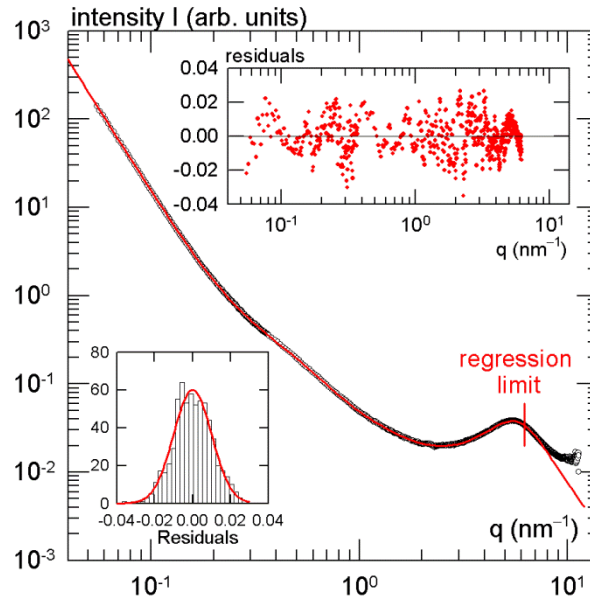 intensity I (arb. units)
10³
10²
10¹
10⁰
10⁻¹
10⁻²
10⁻³
residuals
0.04
0.02
0.00
-0.02
-0.04
10⁻¹ 10⁰ 10¹
q (nm⁻¹)
regression
limit
80
60
40
20
0
-0.04 -0.02 0.00 0.02 0.04
Residuals
q (nm⁻¹)
10⁻¹ 10⁰ 10¹